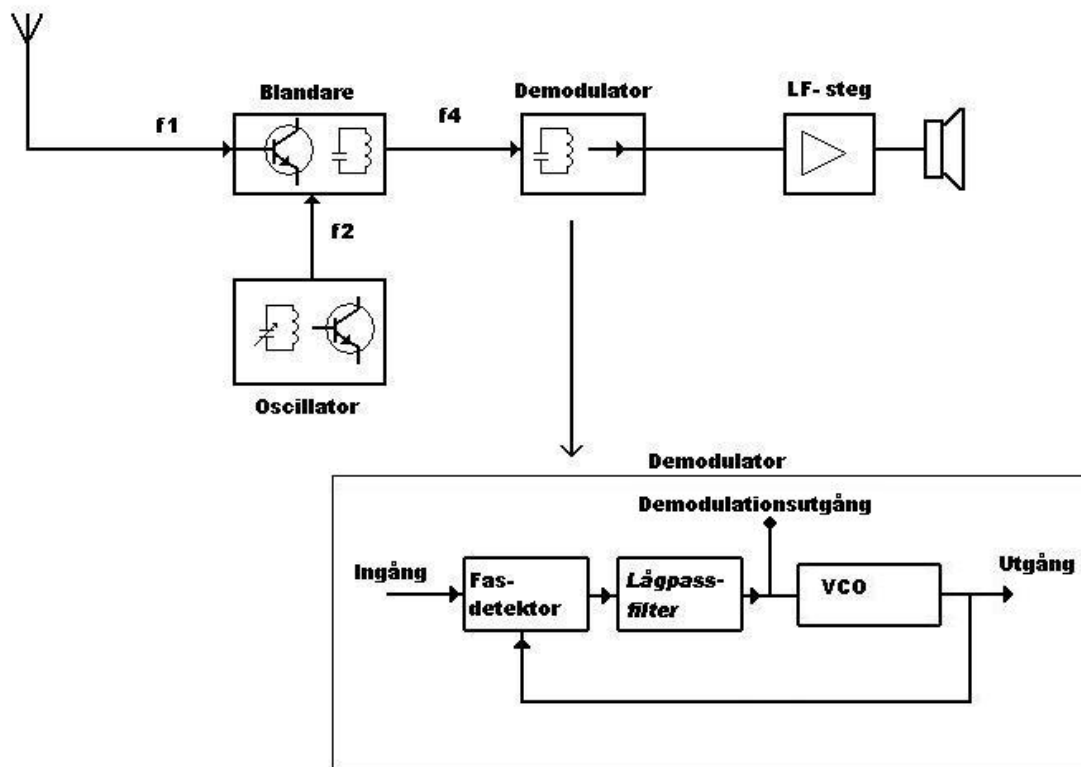 Blandare
Demodulator
LF- steg
f1
f4
f2
Oscillator
Demodulator
Demodulationsutgång
Ingång
Fas-
detektor
Lågpass-
filter
VCO
Utgång